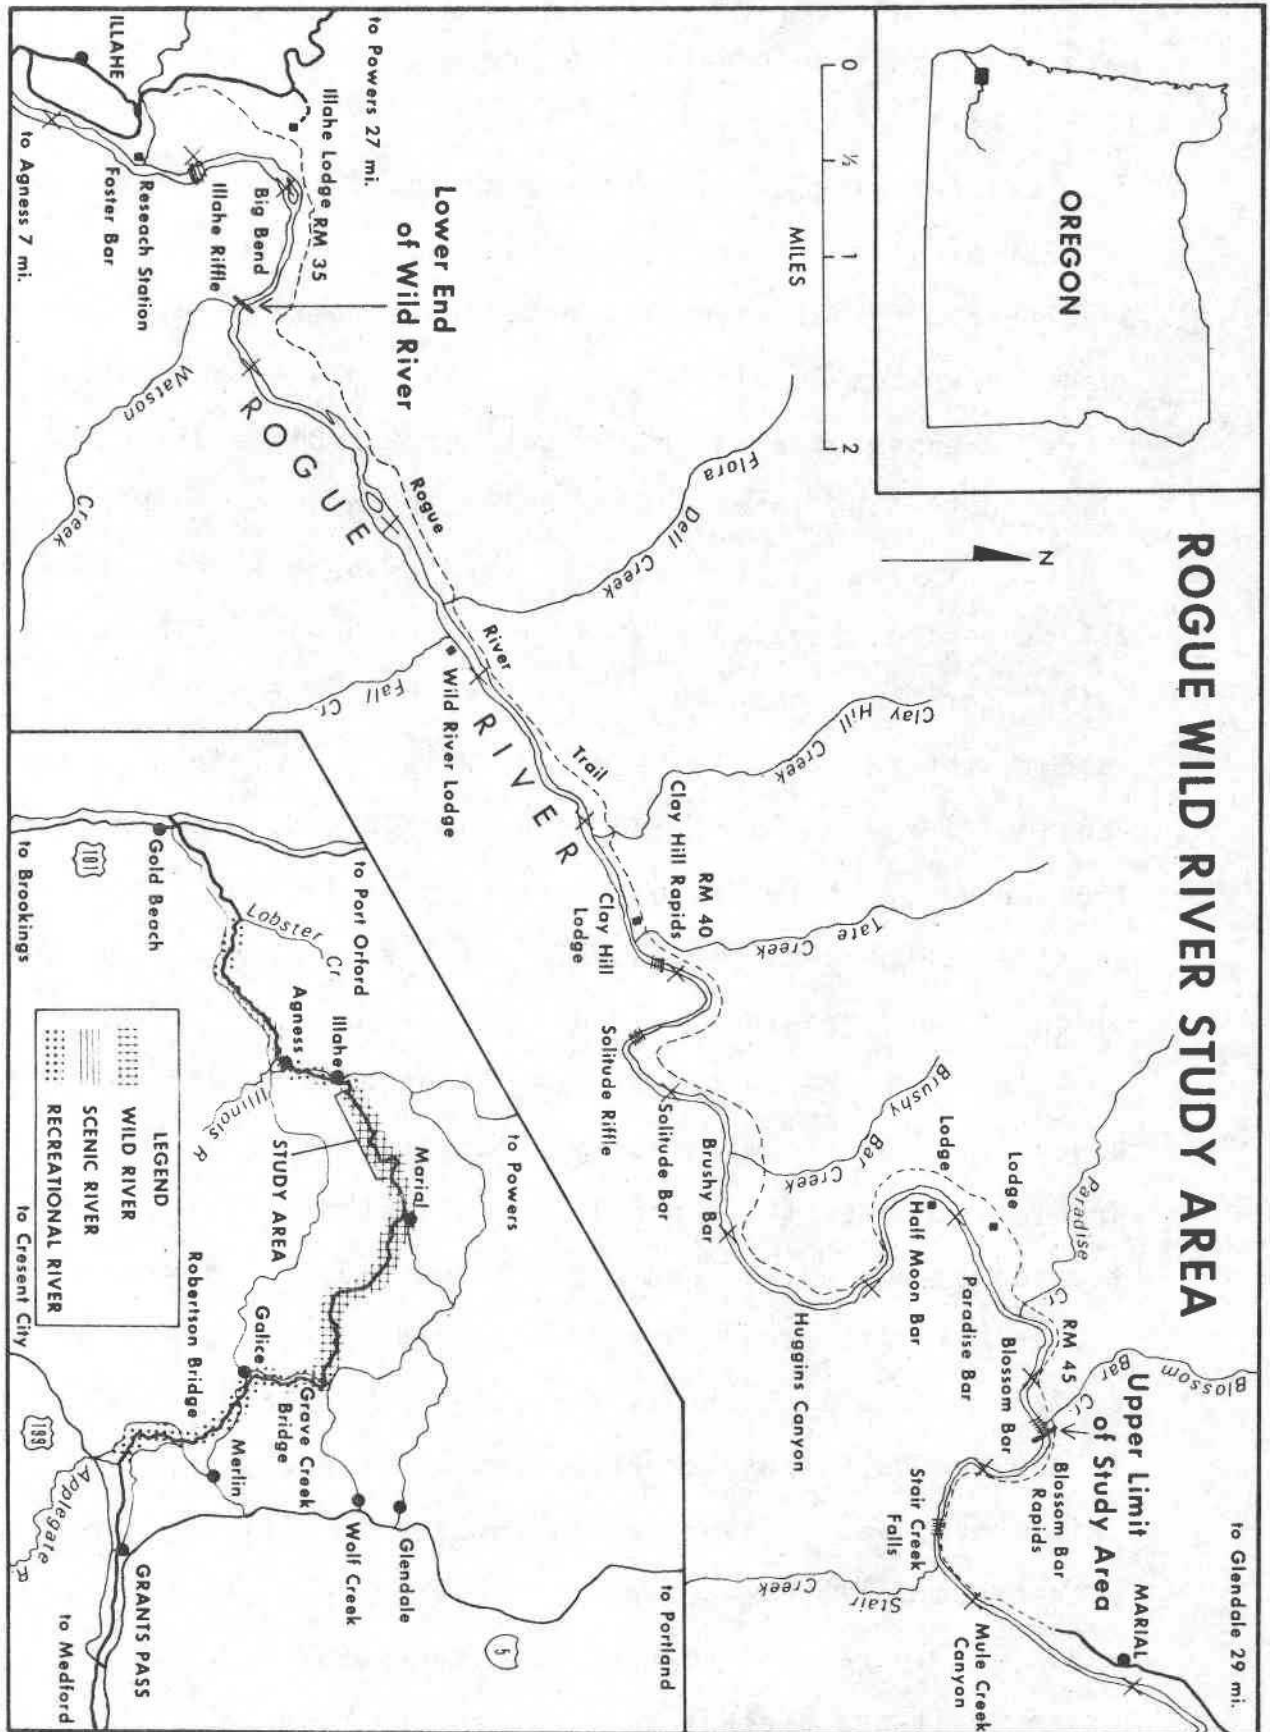 ROGUE WILD RIVER STUDY AREA
OREGON
0
½
1
2
MILES
N
to Glendale 29 mi.
MARIAL
Upper Limit
of Study Area
Blossom
Bar
Cr.
RM 45
Blossom Bar
Rapids
Blossom Bar
Mule Creek
Canyon
Stair Creek
Falls
Stair
Creek
Paradise
Cr.
Lodge
Paradise Bar
Lodge
Half Moon Bar
Huggins Canyon
Brushy
Bar
Creek
Brushy Bar
Solitude Bar
Solitude Riffle
Tate
Creek
RM 40
Clay Hill Rapids
Clay Hill
Lodge
Clay Hill
Creek
Flora
Dell
Creek
Rogue
River
Trail
ROGUE
RIVER
Wild River Lodge
Fall
Cr.
Lower End
of Wild River
to Powers 27 mi.
Illahe Lodge RM 35
Big Bend
Illahe Riffle
Reseach Station
Foster Bar
ILLAHE
to Agness 7 mi.
Watson
Creek
to Port Orford
Gold Beach
101
to Brookings
Lobster
Cr.
Agness
Illahe
Illinois R
STUDY AREA
Marial
to Powers
to Portland
5
Glendale
Wolf Creek
Grave Creek
Bridge
Galice
Merlin
Robertson Bridge
GRANTS PASS
to Medford
Applegate
R
199
to Cresent City
LEGEND
WILD RIVER
SCENIC RIVER
RECREATIONAL RIVER